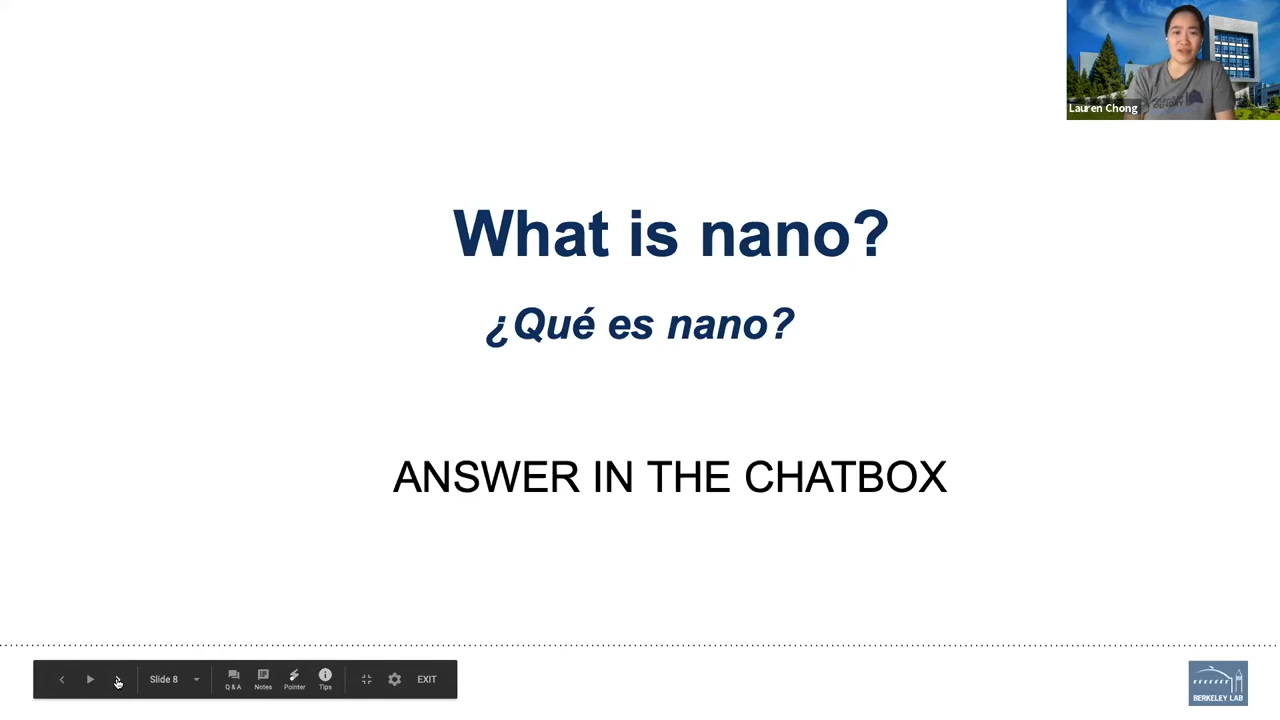 Lauren Chong
What is nano?
¿Qué es nano?
ANSWER IN THE CHATBOX
Slide 8
Q & A
Notes
Pointer
Tips
EXIT
BERKELEY LAB